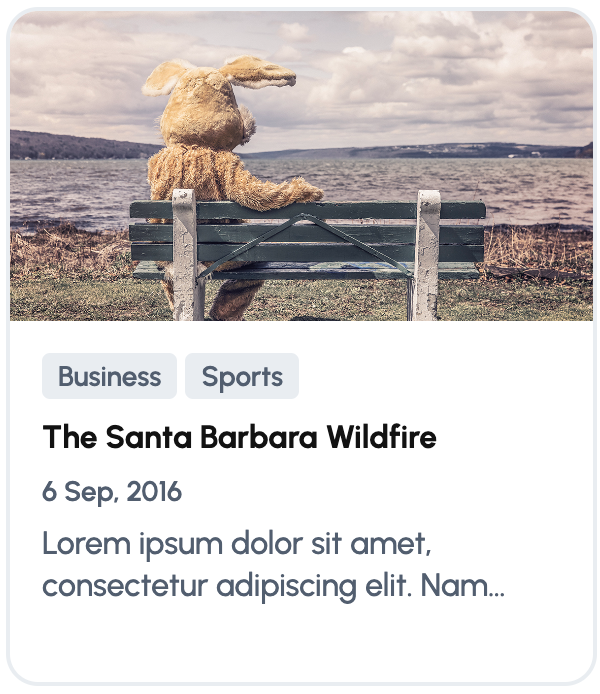 Business Sports
The Santa Barbara Wildfire
6 Sep, 2016
Lorem ipsum dolor sit amet,
consectetur adipiscing elit. Nam...